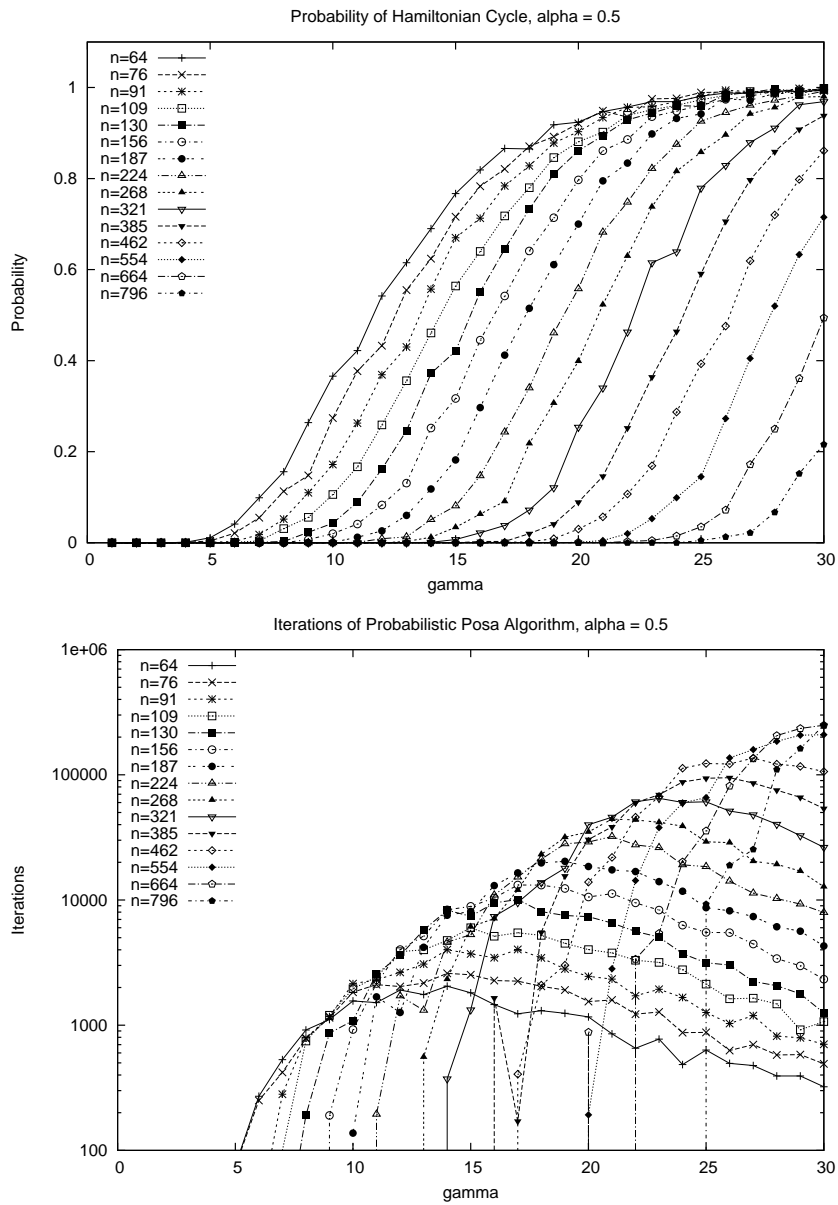 Probability of Hamiltonian Cycle, alpha = 0.5
n=64
n=76
n=91
n=109
n=130
n=156
n=187
n=224
n=268
n=321
n=385
n=462
n=554
n=664
n=796
1
0.8
0.6
0.4
0.2
0
Probability
0 5 10 15 20 25 30
gamma
Iterations of Probabilistic Posa Algorithm, alpha = 0.5
n=64
n=76
n=91
n=109
n=130
n=156
n=187
n=224
n=268
n=321
n=385
n=462
n=554
n=664
n=796
1e+06
100000
10000
1000
100
Iterions
0 5 10 15 20 25 30
gamma